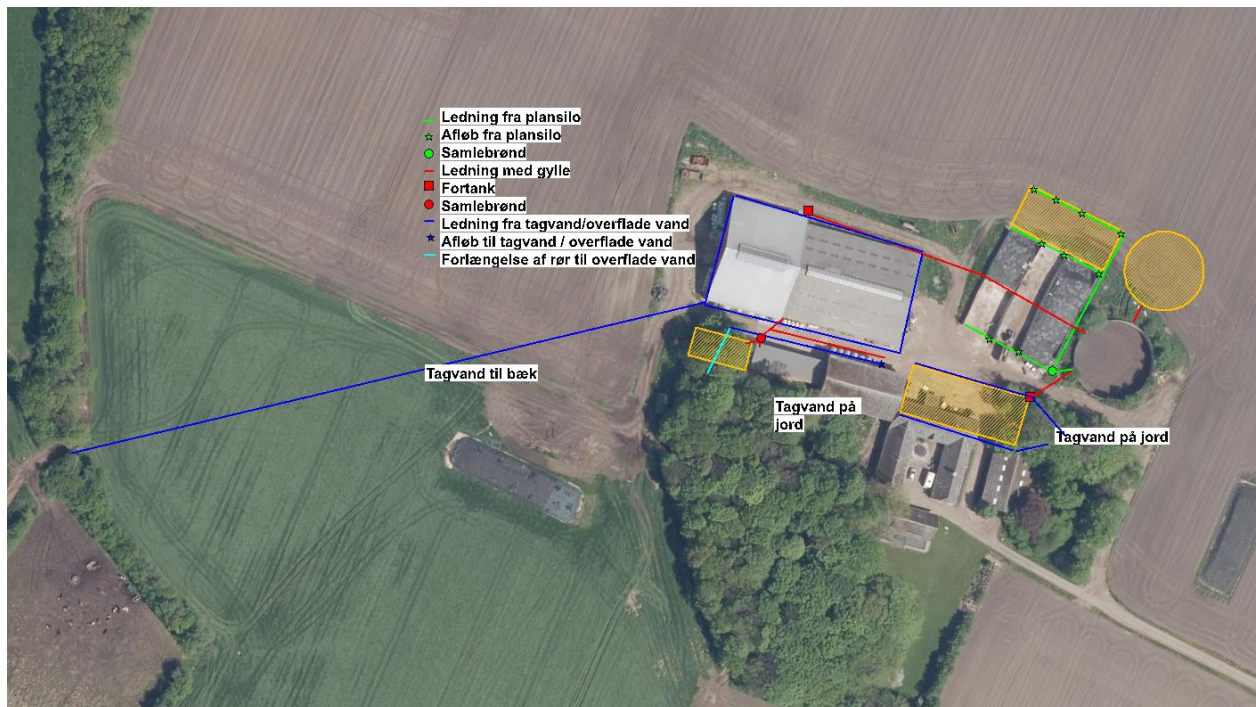 Ledning fra plansilo
Afløb fra plansilo
Samlebrønd
Ledning med gylle
Fortank
Samlebrønd
Ledning fra tagvand/overflade vand
Afløb til tagvand / overflade vand
Forlængelse af rør til overflade vand
Tagvand til bæk
Tagvand på
jord
Tagvand på jord